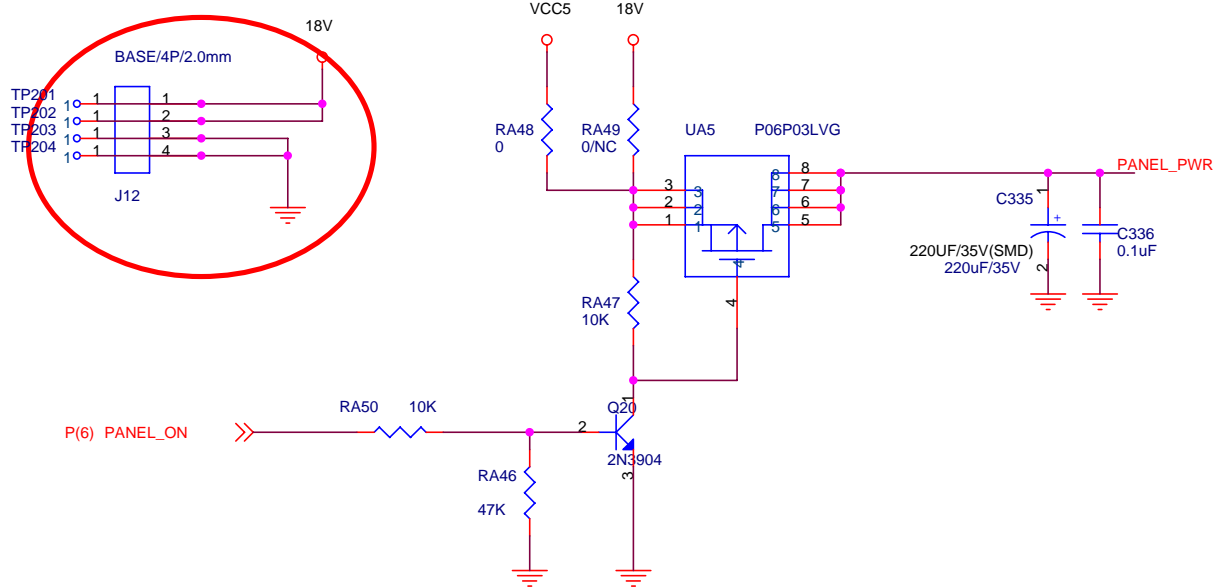 VCC5
18V
18V
BASE/4P/2.0mm
TP201
1
1
1
TP202
1
1
2
TP203
1
1
3
TP204
1
1
4
J12
RA48
0
RA49
0/NC
UA5
P06P03LVG
3
3
2
2
1
1
8
8
7
7
6
6
5
5
4
4
PANEL_PWR
C335
1
+
220UF/35V(SMD)
220uF/35V
2
C336
0.1uF
RA47
10K
RA50
10K
P(6) PANEL_ON
Q20
1
2
3
2N3904
RA46
47K